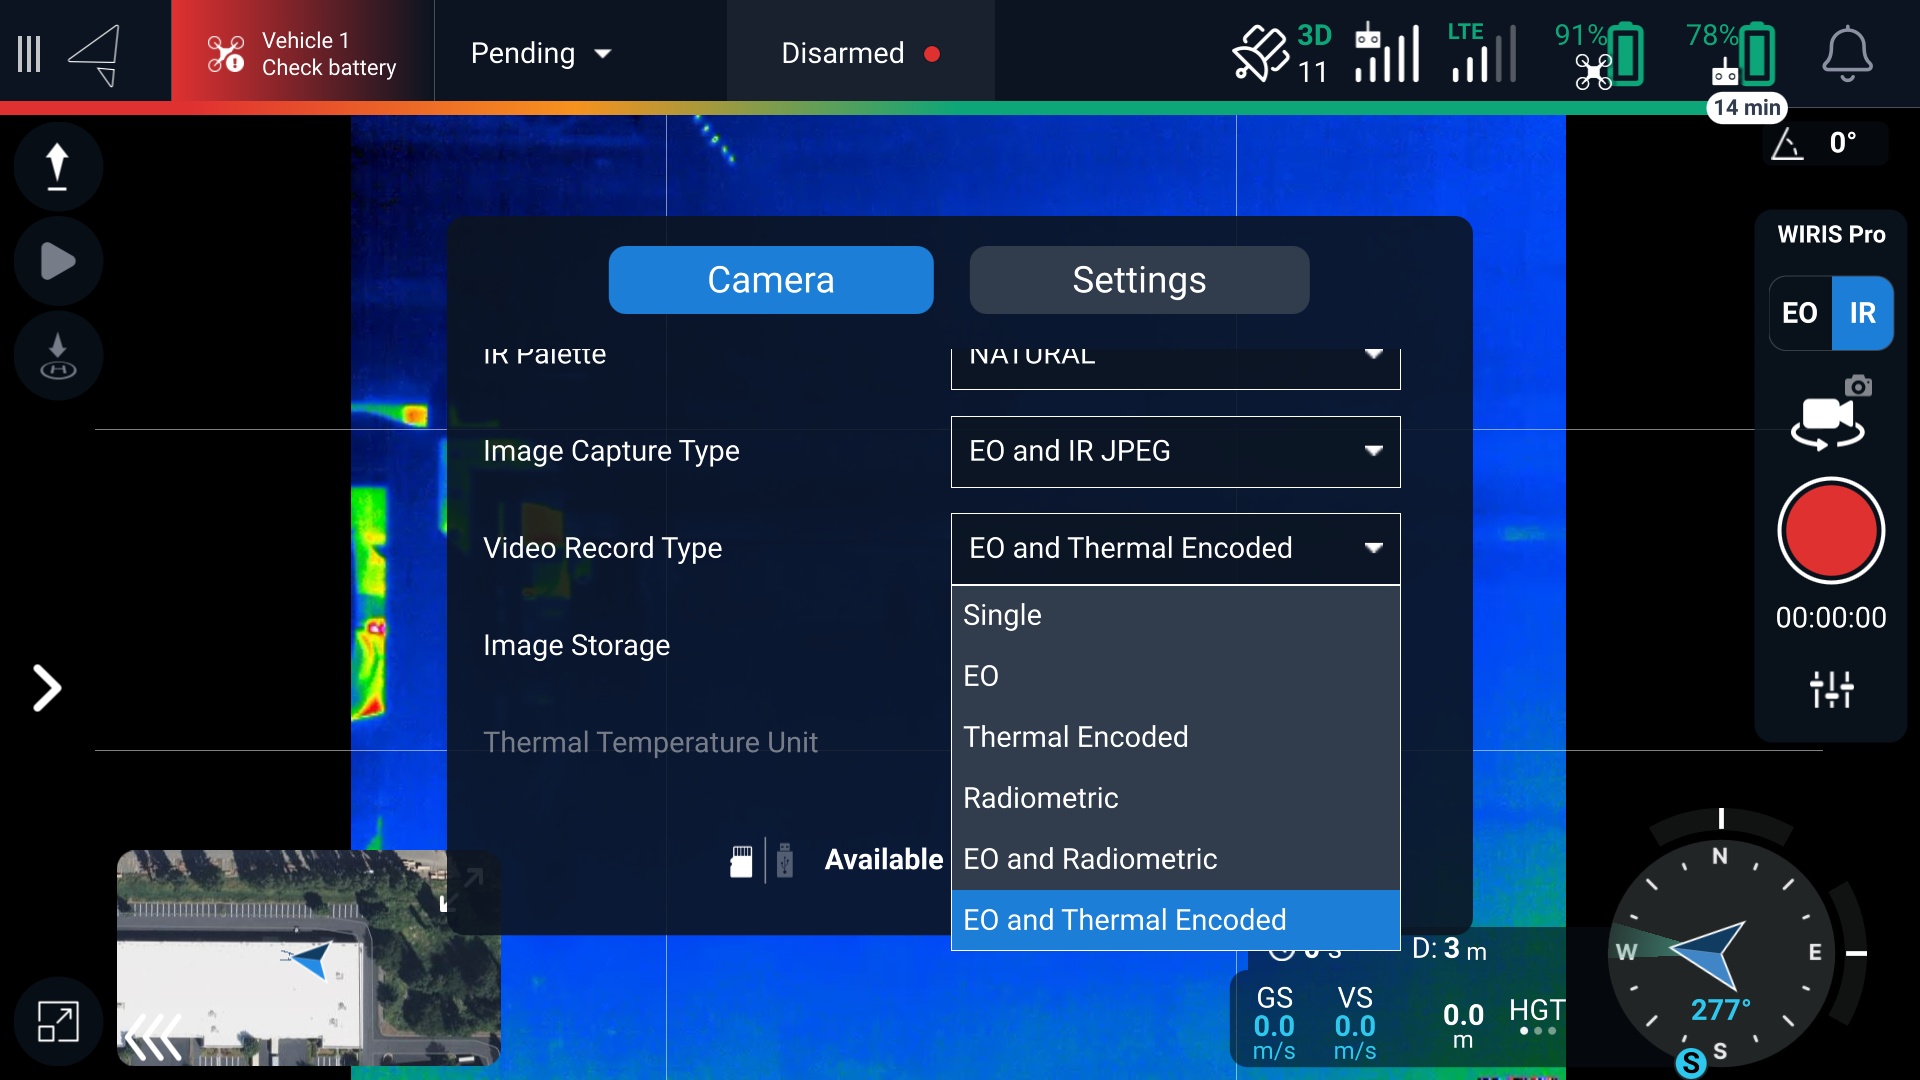 Vehicle 1
Check battery
Pending
Disarmed
3D
11
LTE
91%
78%
14 min
0°
Camera
Settings
IR Palette
NATURAL
Image Capture Type
EO and IR JPEG
Video Record Type
EO and Thermal Encoded
Single
EO
Thermal Encoded
Radiometric
EO and Radiometric
EO and Thermal Encoded
Image Storage
Thermal Temperature Unit
Available
WIRIS Pro
EO IR
00:00:00
D: 3 m
GS VS
0.0 0.0
m/s m/s
0.0
m
HGT
N
W
E
277°
S
S
H